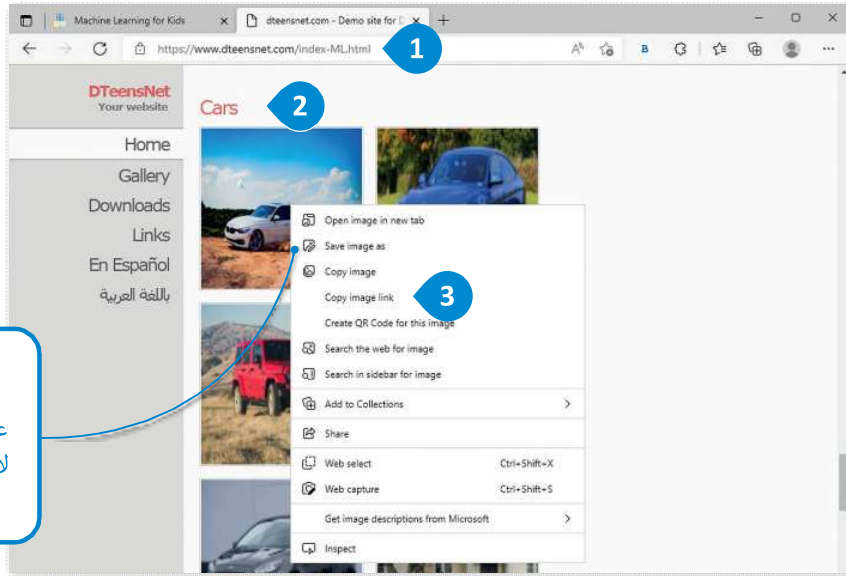 Machine Learning for Kids
dteensnet.com - Demo site for D
https://www.dteensnet.com/index-ML.html
1
DTeensNet
Your website
Cars
2
Home
Gallery
Downloads
Links
En Español
باللغة العربية
Open image in new tab
Save image as
Copy image
Copy image link
3
Create QR Code for this image
Search the web for image
Search in sidebar for image
Add to Collections
Share
Web select Ctrl+Shift+X
Web capture Ctrl+Shift+S
Get image descriptions from Microsoft
Inspect